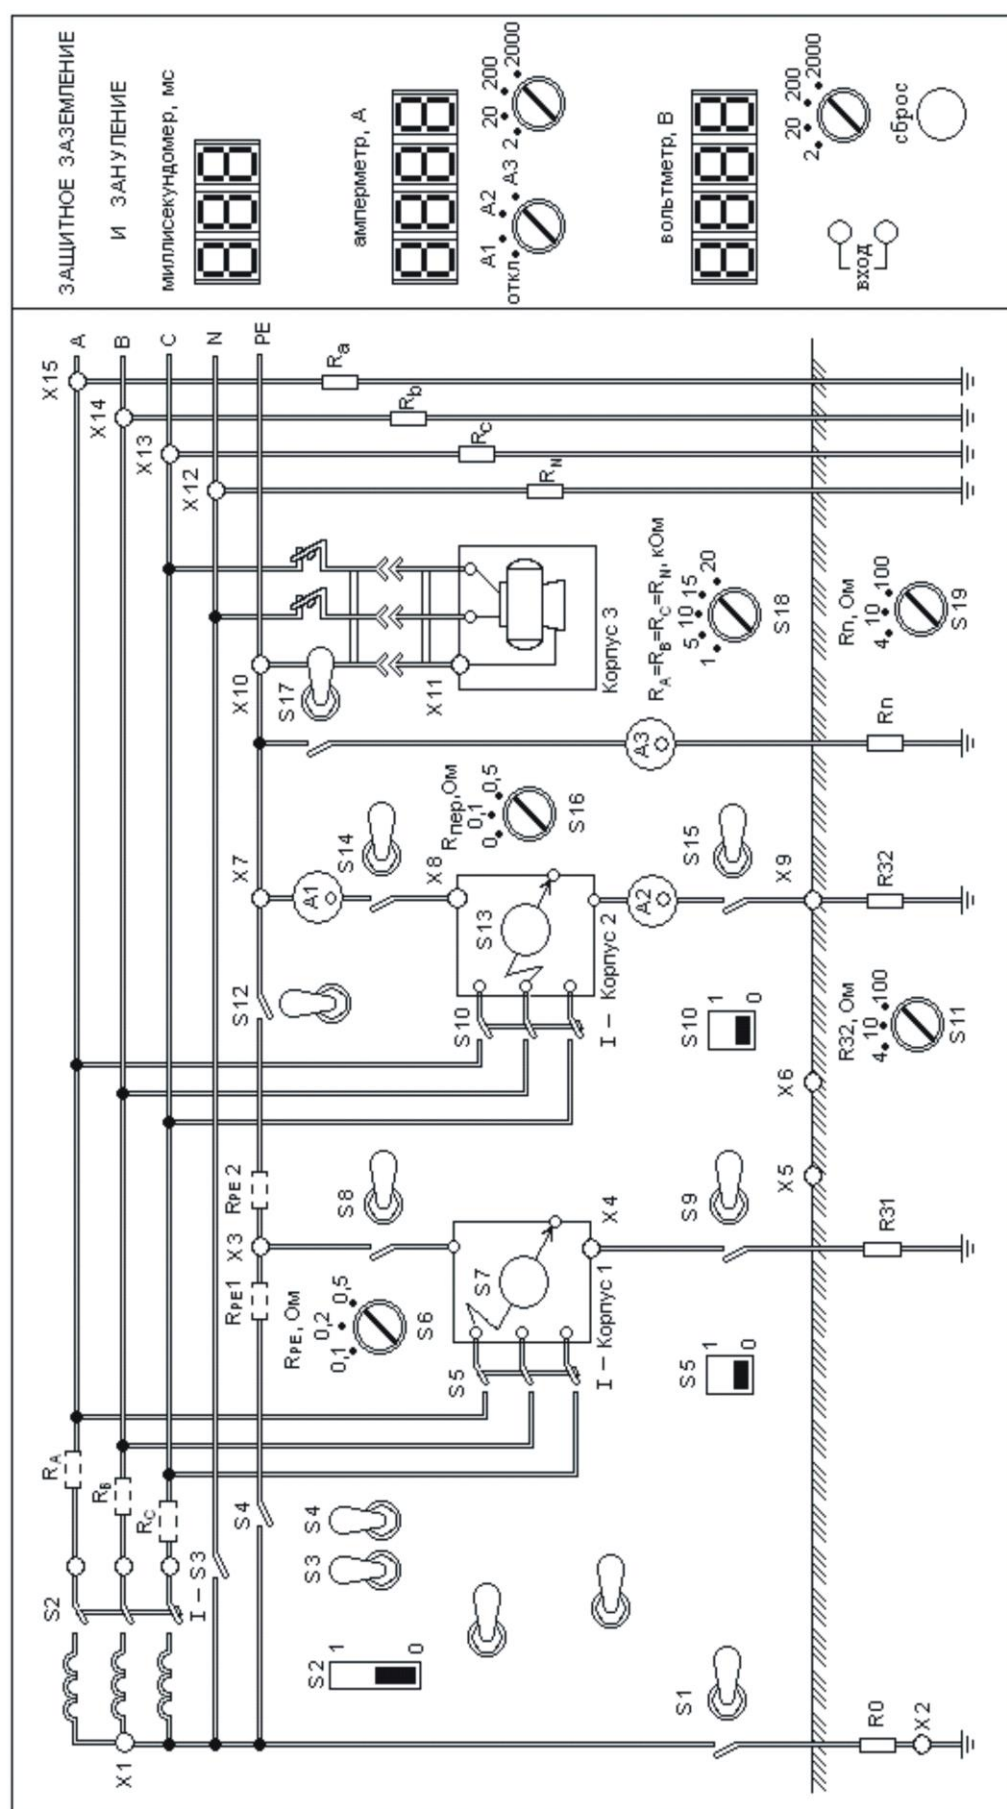 ЗАЩИТНОЕ ЗАЗЕМЛЕНИЕ
И ЗАНУЛЕНИЕ
миллисекундомер, мс
амперметр, А
откл
А1
А2
А3
2
20
200
2000
вольтметр, В
2
20
200
2000
вход
сброс
X1
S2
RA
RB
RC
I – S3
S4
X15
A
X14
B
X13
C
X12
N
PE
RPE1
X3
RPE 2
S12
X7
X10
Ra
Rb
Rc
RN
S2
1
0
S3
S4
RPE, Ом
0,1
0,2
0,5
S6
S8
A1
S14
Rпер,Ом
0
0,1
0,5
S16
S17
S5
S7
I – Корпус 1
X4
S10
S13
X8
I – Корпус 2
A2
A3
X11
Корпус 3
RA=RB=RC=RN, кОм
1
5
10
15
20
S18
S1
S5
1
0
S9
S10
1
0
S15
X5
X6
X9
R0
X2
R31
R32, Ом
4
10
100
S11
R32
Rп
Rп, Ом
4
10
100
S19